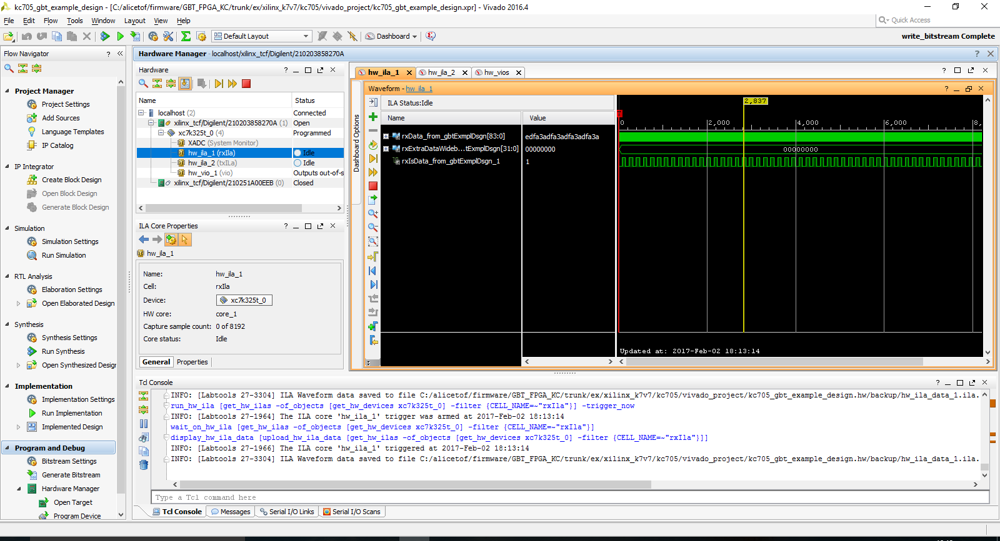 kc705_gbt_example_design - [C:/alicetof/firmware/GBT_FPGA_KC/trunk/ex/xilinx_k7v7/kc705/vivado_project/kc705_gbt_example_design.xpr] - Vivado 2016.4
File Edit Flow Tools Window Layout View Help
Quick Access
Default Layout Dashboard write_bitstream Complete
Flow Navigator ? «
Project Manager
Project Settings
Add Sources
Language Templates
IP Catalog
IP Integrator
Create Block Design
Open Block Design
Generate Block Design
Simulation
Simulation Settings
Run Simulation
RTL Analysis
Elaboration Settings
Open Elaborated Design
Synthesis
Synthesis Settings
Run Synthesis
Open Synthesized Desigr
Implementation
Implementation Settings
Run Implementation
Implemented Design
Program and Debug
Bitstream Settings
Generate Bitstream
Hardware Manager
Open Target
Program Device
Hardware Manager - localhost/xilinx_tcf/Digilent/210203858270A
Hardware
Name Status
localhost (2) Connected
xilinx_tcf/Digilent/210203858270A (1) Open
xc7k325t_0 (4) Programmed
XADC (System Monitor)
hw_ila_1 (rxIla) Idle
hw_ila_2 (txILa) Idle
hw_vio_1 (vio) Outputs out-of-s
xilinx_tcf/Digilent/210251A00EEB (0) Closed
ILA Core Properties
hw_ila_1
Name: hw_ila_1
Cell: rxIla
Device: xc7k325t_0
HW core: core_1
Capture sample count: 0 of 8192
Core status: Idle
General Properties
hw_ila_1 hw_ila_2 hw_vios
Dashboard Options
Waveform - hw_ila_1
ILA Status:Idle
Name Value
rxData_from_gbtExmplDsgn[83:0] edfa3adfa3adfa3adfa3a
rxExtraDataWideb...tExmplDsgn[31:0] 00000000
rxIsData_from_gbtExmplDsgn_1 1
2,837
0 2,000 4,000 6,000 8,
00000000
Updated at: 2017-Feb-02 18:13:14
Tcl Console
INFO: [Labtools 27-3304] ILA Waveform data saved to file C:/alicetof/firmware/GBT_FPGA_KC/trunk/ex/xilinx_k7v7/kc705/vivado_project/kc705_gbt_example_design.hw/backup/hw_ila_data_1.ila.
run_hw_ila [get_hw_ilas -of_objects [get_hw_devices xc7k325t_0] -filter {CELL_NAME=~"rxIla"}] -trigger_now
INFO: [Labtools 27-1964] The ILA core 'hw_ila_1' trigger was armed at 2017-Feb-02 18:13:14
wait_on_hw_ila [get_hw_ilas -of_objects [get_hw_devices xc7k325t_0] -filter {CELL_NAME=~"rxIla"}]
display_hw_ila_data [upload_hw_ila_data [get_hw_ilas -of_objects [get_hw_devices xc7k325t_0] -filter {CELL_NAME=~"rxIla"}]]
INFO: [Labtools 27-1966] The ILA core 'hw_ila_1' triggered at 2017-Feb-02 18:13:14
INFO: [Labtools 27-3304] ILA Waveform data saved to file C:/alicetof/firmware/GBT_FPGA_KC/trunk/ex/xilinx_k7v7/kc705/vivado_project/kc705_gbt_example_design.hw/backup/hw_ila_data_1.ila.
Type a Tcl command here
Tcl Console Messages Serial I/O Links Serial I/O Scans